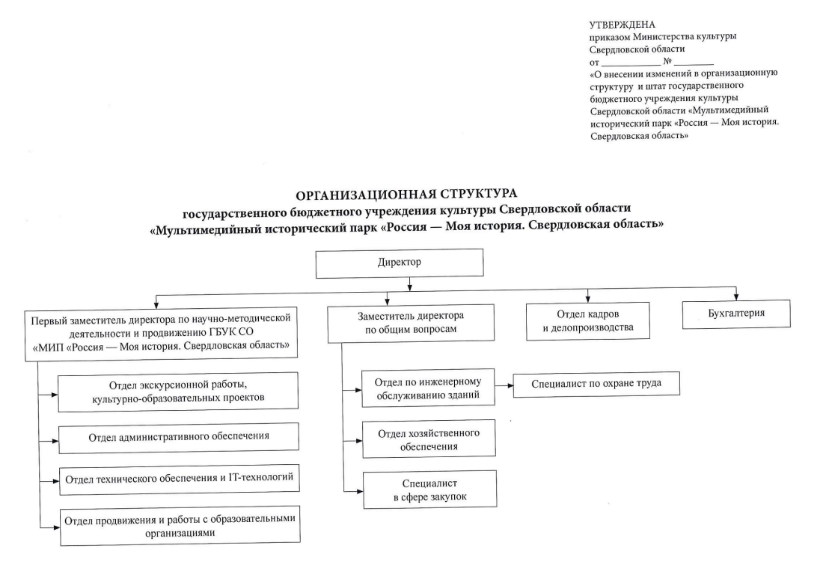 УТВЕРЖДЕНА
приказом Министерства культуры
Свердловской области
от ____________ № ________
«О внесении изменений в организационную
структуру и штат государственного
бюджетного учреждения культуры
Свердловской области «Мультимедийный
исторический парк «Россия — Моя история.
Свердловская область»
ОРГАНИЗАЦИОННАЯ СТРУКТУРА
государственного бюджетного учреждения культуры Свердловской области
«Мультимедийный исторический парк «Россия — Моя история. Свердловская область»
Директор
Первый заместитель директора по научно-методической
деятельности и продвижению ГБУК СО
«МИП «Россия — Моя история. Свердловская область»
Заместитель директора
по общим вопросам
Отдел кадров
и делопроизводства
Бухгалтерия
Отдел экскурсионной работы,
культурно-образовательных проектов
Отдел административного обеспечения
Отдел технического обеспечения и IT-технологий
Отдел продвижения и работы с образовательными
организациями
Отдел по инженерному
обслуживанию зданий
Специалист по охране труда
Отдел хозяйственного
обеспечения
Специалист
в сфере закупок